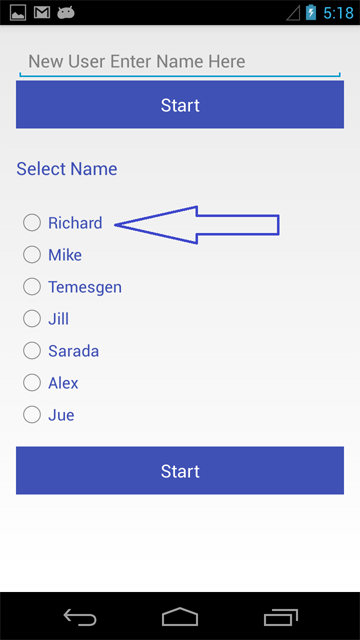 5:18
New User Enter Name Here
Start
Select Name
Richard
Mike
Temesgen
Jill
Sarada
Alex
Jue
Start